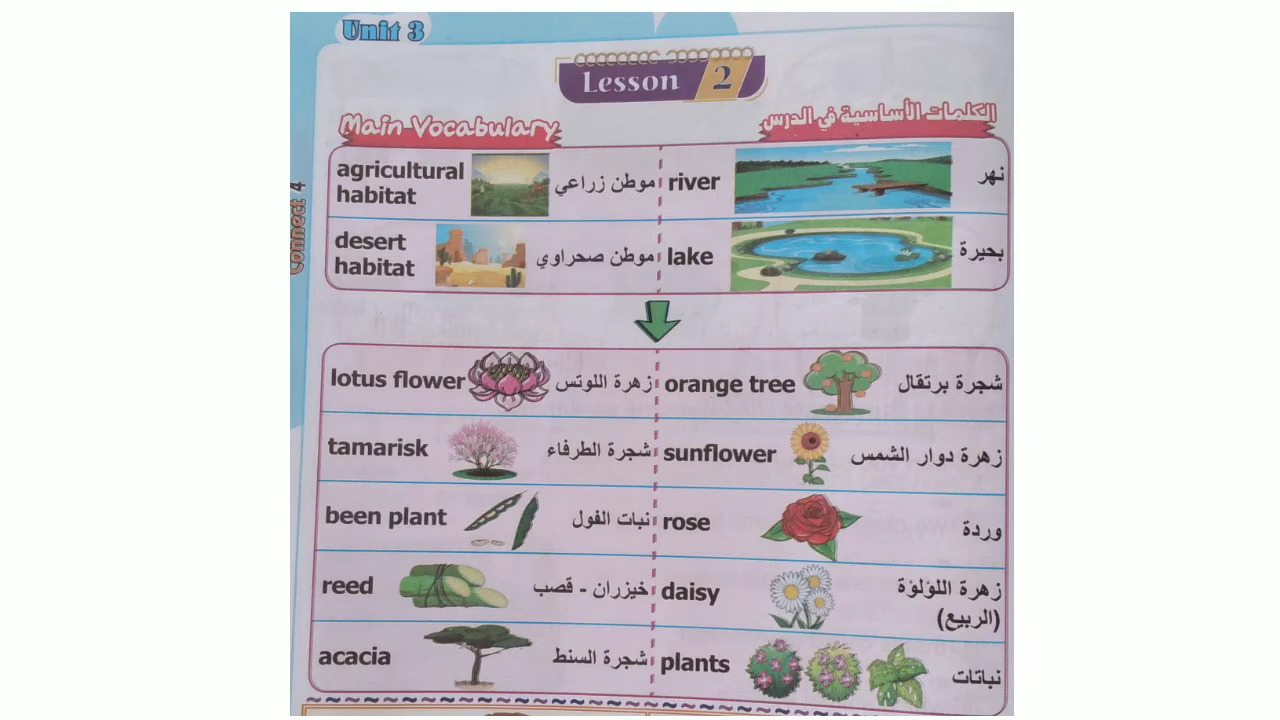 Unit 3
Lesson 2
Main Vocabulary
الكلمات الأساسية في الدرس
Connect 4
agricultural
habitat
موطن زراعي
river
نهر
desert
habitat
موطن صحراوي
lake
بحيرة
lotus flower
زهرة اللوتس
orange tree
شجرة برتقال
tamarisk
شجرة الطرفاء
sunflower
زهرة دوار الشمس
been plant
نبات الفول
rose
وردة
reed
خيزران - قصب
daisy
زهرة اللؤلؤة
(الربيع)
acacia
شجرة السنط
plants
نباتات